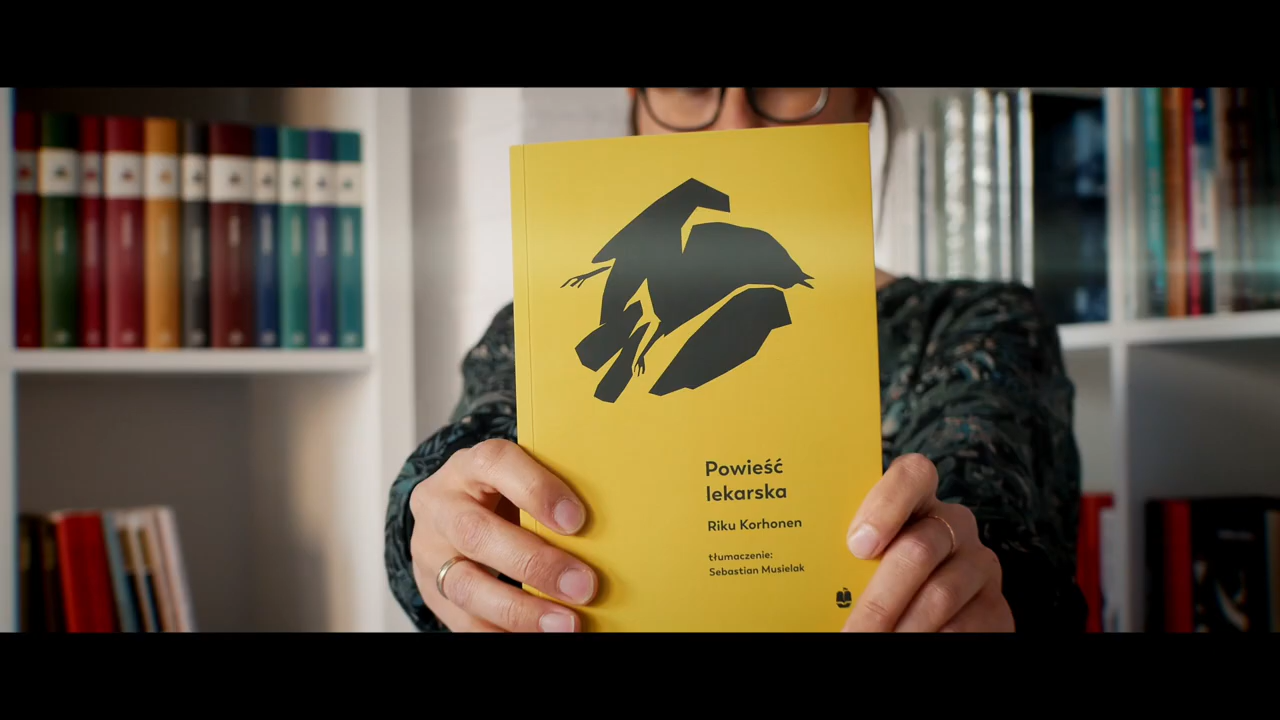 Powieść
lekarska
Riku Korhonen
tłumaczenie:
Sebastian Musielak